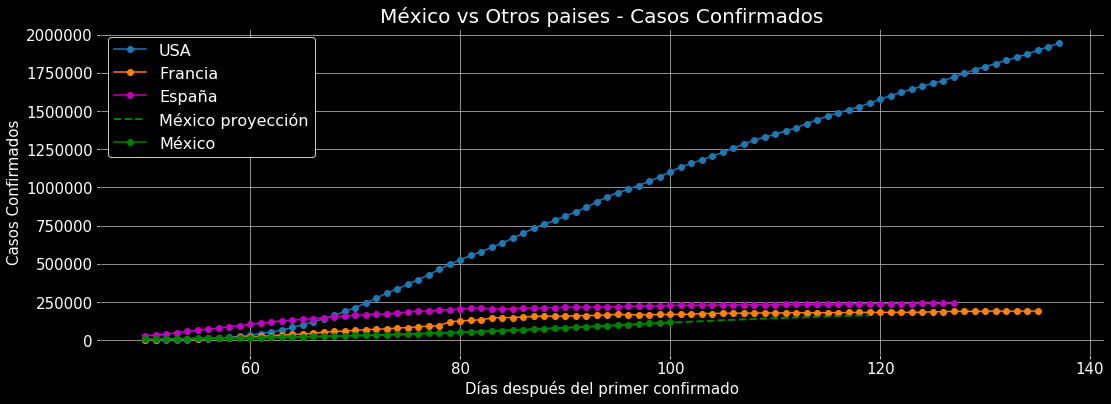 México vs Otros paises - Casos Confirmados
USA
Francia
España
México proyección
México
Casos Confirmados
2000000
1750000
1500000
1250000
1000000
750000
500000
250000
0
60
80
100
120
140
Días después del primer confirmado